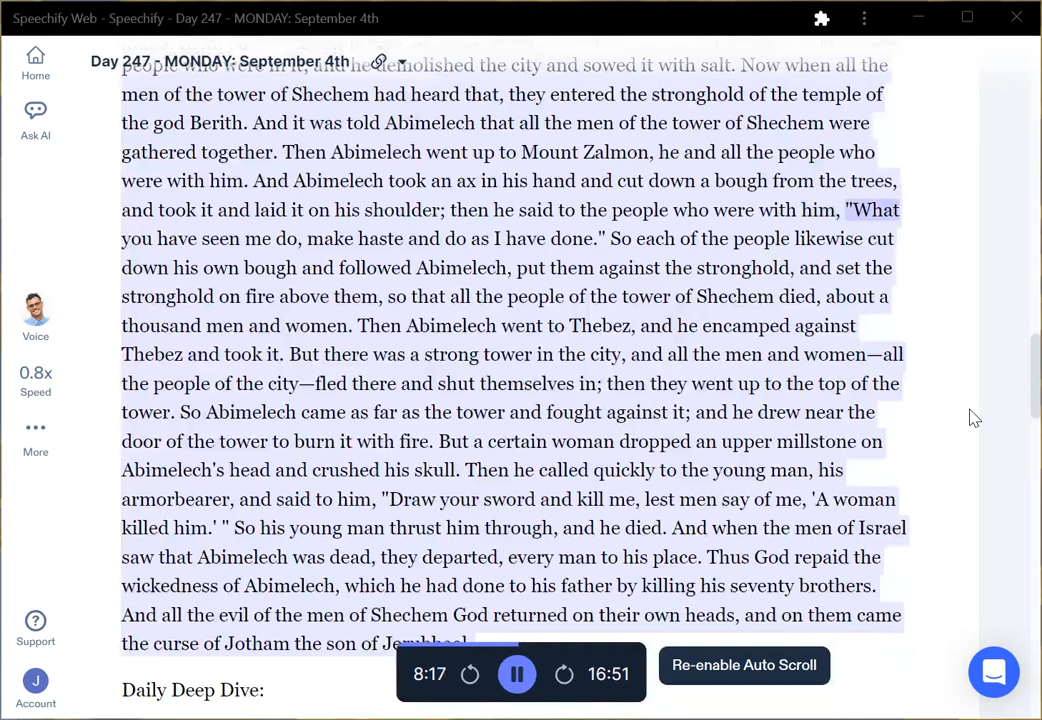 Speechify Web - Speechify - Day 247 - MONDAY: September 4th
Day 247 - MONDAY: September 4th
Home
Ask AI
Voice
0.8x
Speed
More
Support
J
Account
people who were in it; and he demolished the city and sowed it with salt. Now when all the
men of the tower of Shechem had heard that, they entered the stronghold of the temple of
the god Berith. And it was told Abimelech that all the men of the tower of Shechem were
gathered together. Then Abimelech went up to Mount Zalmon, he and all the people who
were with him. And Abimelech took an ax in his hand and cut down a bough from the trees,
and took it and laid it on his shoulder; then he said to the people who were with him, "What
you have seen me do, make haste and do as I have done." So each of the people likewise cut
down his own bough and followed Abimelech, put them against the stronghold, and set the
stronghold on fire above them, so that all the people of the tower of Shechem died, about a
thousand men and women. Then Abimelech went to Thebez, and he encamped against
Thebez and took it. But there was a strong tower in the city, and all the men and women—all
the people of the city—fled there and shut themselves in; then they went up to the top of the
tower. So Abimelech came as far as the tower and fought against it; and he drew near the
door of the tower to burn it with fire. But a certain woman dropped an upper millstone on
Abimelech's head and crushed his skull. Then he called quickly to the young man, his
armorbearer, and said to him, "Draw your sword and kill me, lest men say of me, 'A woman
killed him.' " So his young man thrust him through, and he died. And when the men of Israel
saw that Abimelech was dead, they departed, every man to his place. Thus God repaid the
wickedness of Abimelech, which he had done to his father by killing his seventy brothers.
And all the evil of the men of Shechem God returned on their own heads, and on them came
the curse of Jotham the son of Jerubbaal.
Daily Deep Dive:
8:17
16:51
Re-enable Auto Scroll